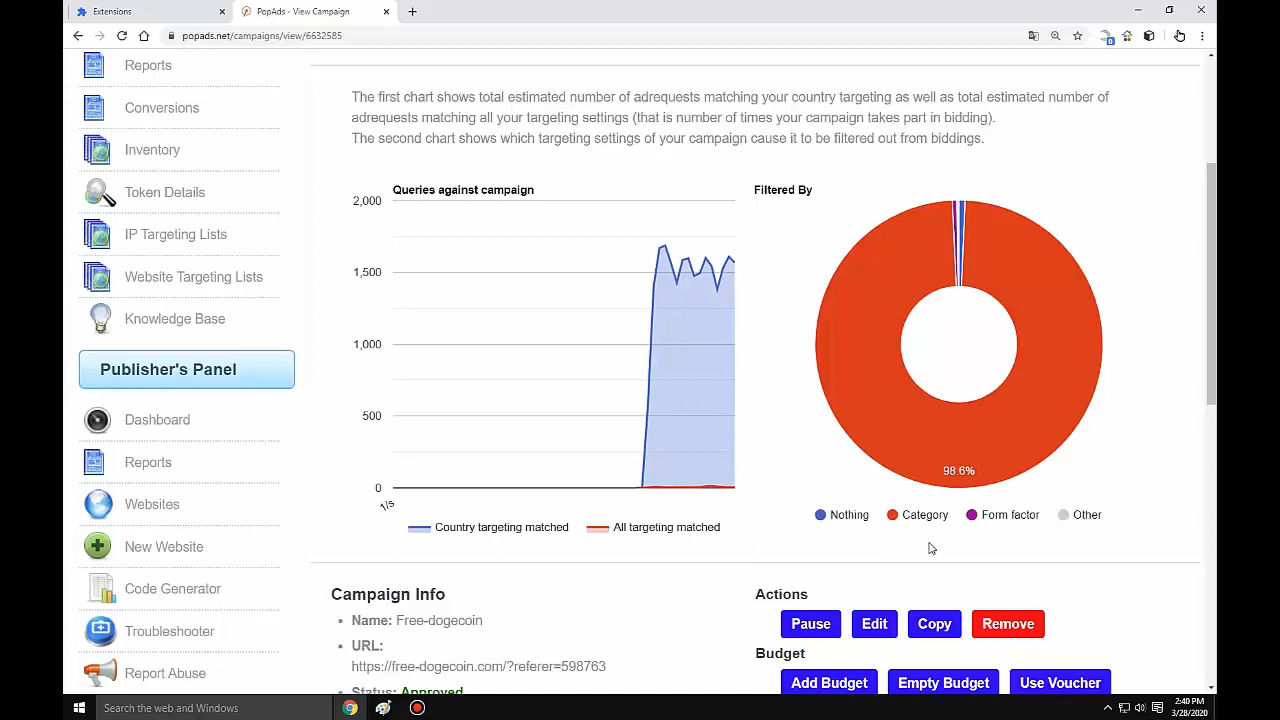 Extensions
PopAds - View Campaign
popads.net/campaigns/view/6632585
Reports
Conversions
Inventory
Token Details
IP Targeting Lists
Website Targeting Lists
Knowledge Base
Publisher's Panel
Dashboard
Reports
Websites
New Website
Code Generator
Troubleshooter
Report Abuse
The first chart shows total estimated number of adrequests matching your country targeting as well as total estimated number of
adrequests matching all your targeting settings (that is number of times your campaign takes part in bidding).
The second chart shows which targeting settings of your campaign cause it to be filtered out from biddings.
Queries against campaign
2,000
1,500
1,000
500
0
1/s
Country targeting matched
All targeting matched
Filtered By
98.6%
Nothing
Category
Form factor
Other
Campaign Info
Name: Free-dogecoin
URL:
https://free-dogecoin.com/?referer=598763
Status: Approved
Actions
Pause
Edit
Copy
Remove
Budget
Add Budget
Empty Budget
Use Voucher
Search the web and Windows
2:40 PM
3/28/2020